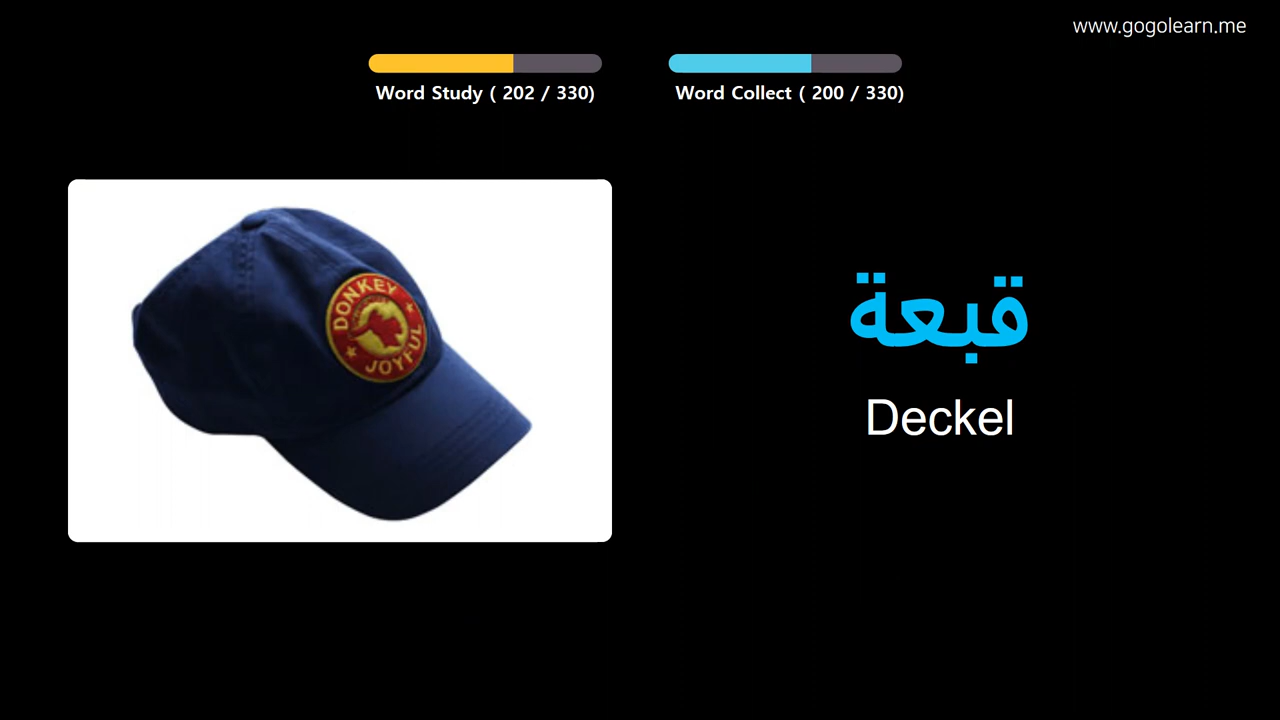 www.gogolearn.me
Word Study ( 202 / 330)
Word Collect ( 200 / 330)
DONKEY
JOYFUL
قبعة
Deckel